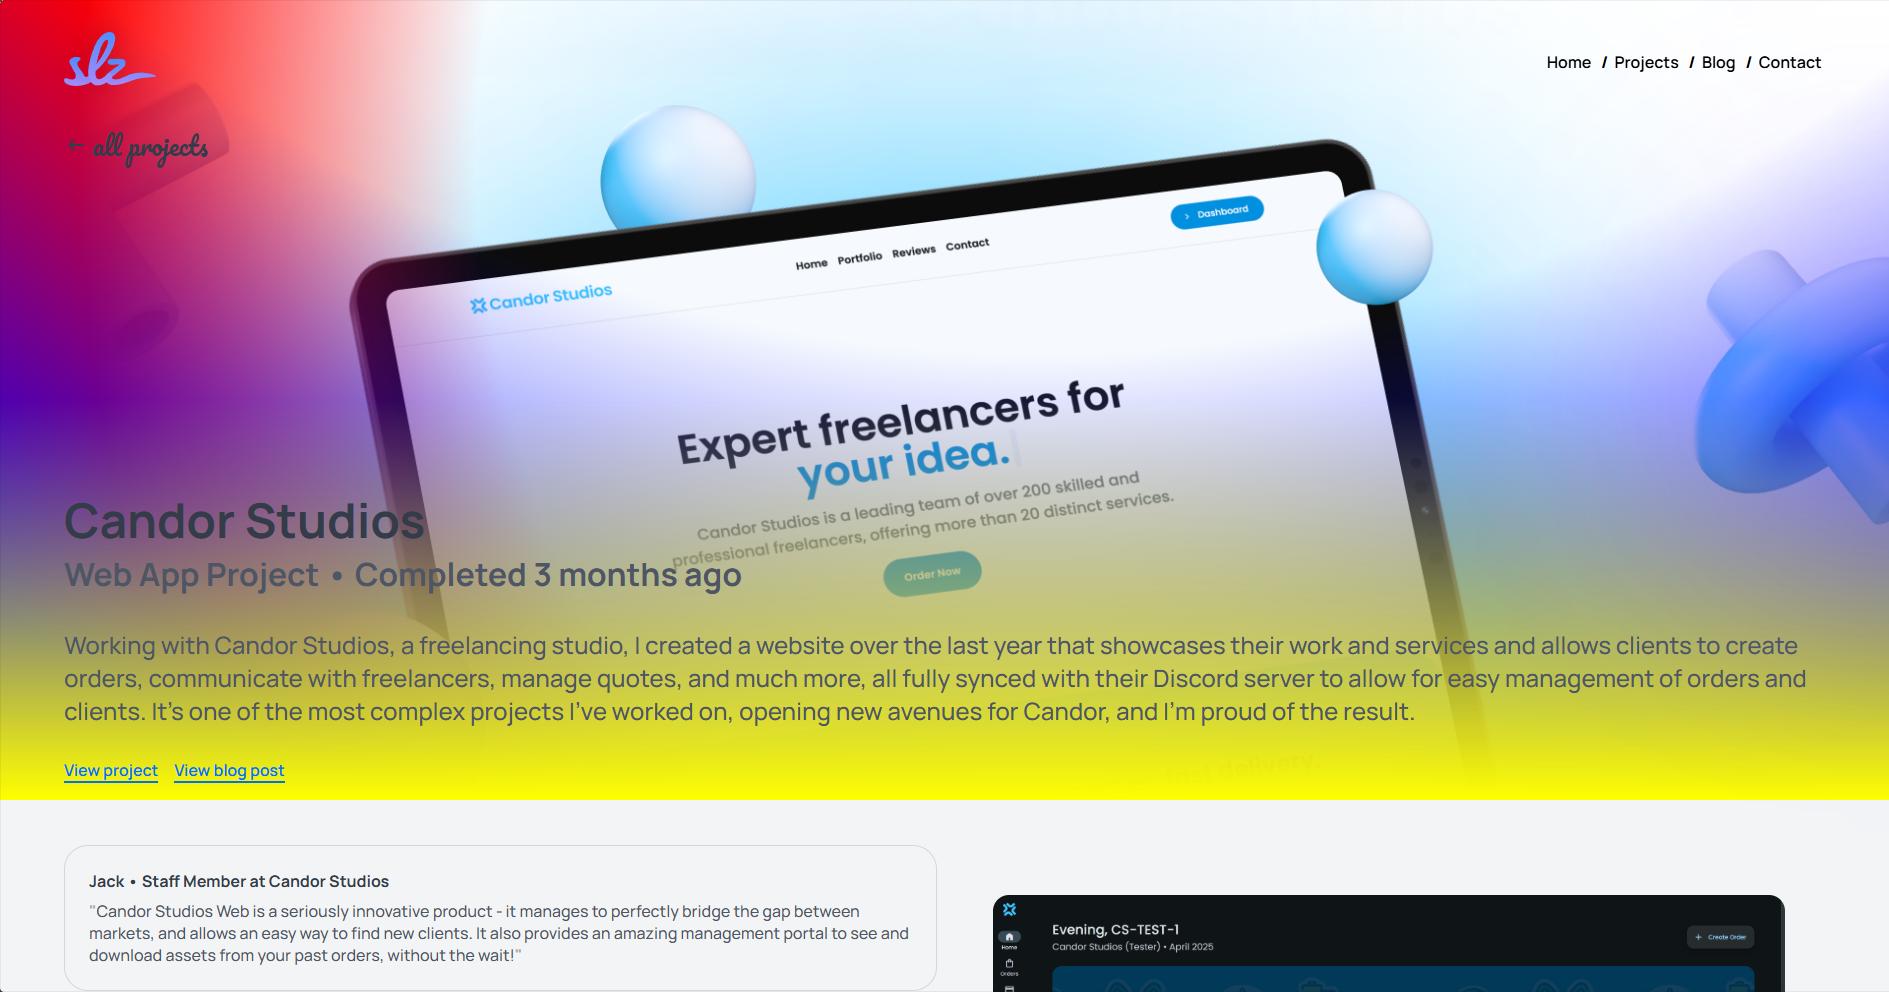 slz
Home / Projects / Blog / Contact
← all projects
Dashboard
Home Portfolio Reviews Contact
Candor Studios
Expert freelancers for
your idea.
Candor Studios is a leading team of over 200 skilled and
professional freelancers, offering more than 20 distinct services.
Order Now
Candor Studios
Web App Project • Completed 3 months ago
Working with Candor Studios, a freelancing studio, I created a website over the last year that showcases their work and services and allows clients to create
orders, communicate with freelancers, manage quotes, and much more, all fully synced with their Discord server to allow for easy management of orders and
clients. It's one of the most complex projects I've worked on, opening new avenues for Candor, and I'm proud of the result.
fast delivery.
View project View blog post
Jack • Staff Member at Candor Studios
"Candor Studios Web is a seriously innovative product - it manages to perfectly bridge the gap between
markets, and allows an easy way to find new clients. It also provides an amazing management portal to see and
download assets from your past orders, without the wait!"
Evening, CS-TEST-1
Candor Studios (Tester) • April 2025
+ Create Order
Home
Orders